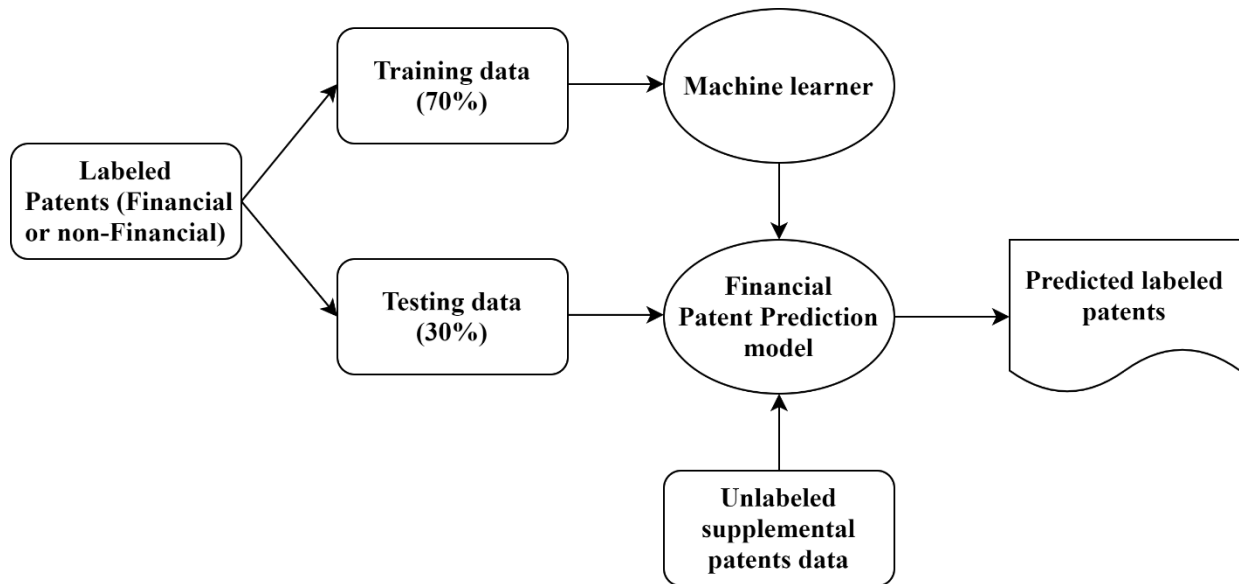 Training data
(70%)
Machine learner
Labeled
Patents (Financial
or non-Financial)
Testing data
(30%)
Financial
Patent Prediction
model
Predicted labeled
patents
Unlabeled
supplemental
patents data